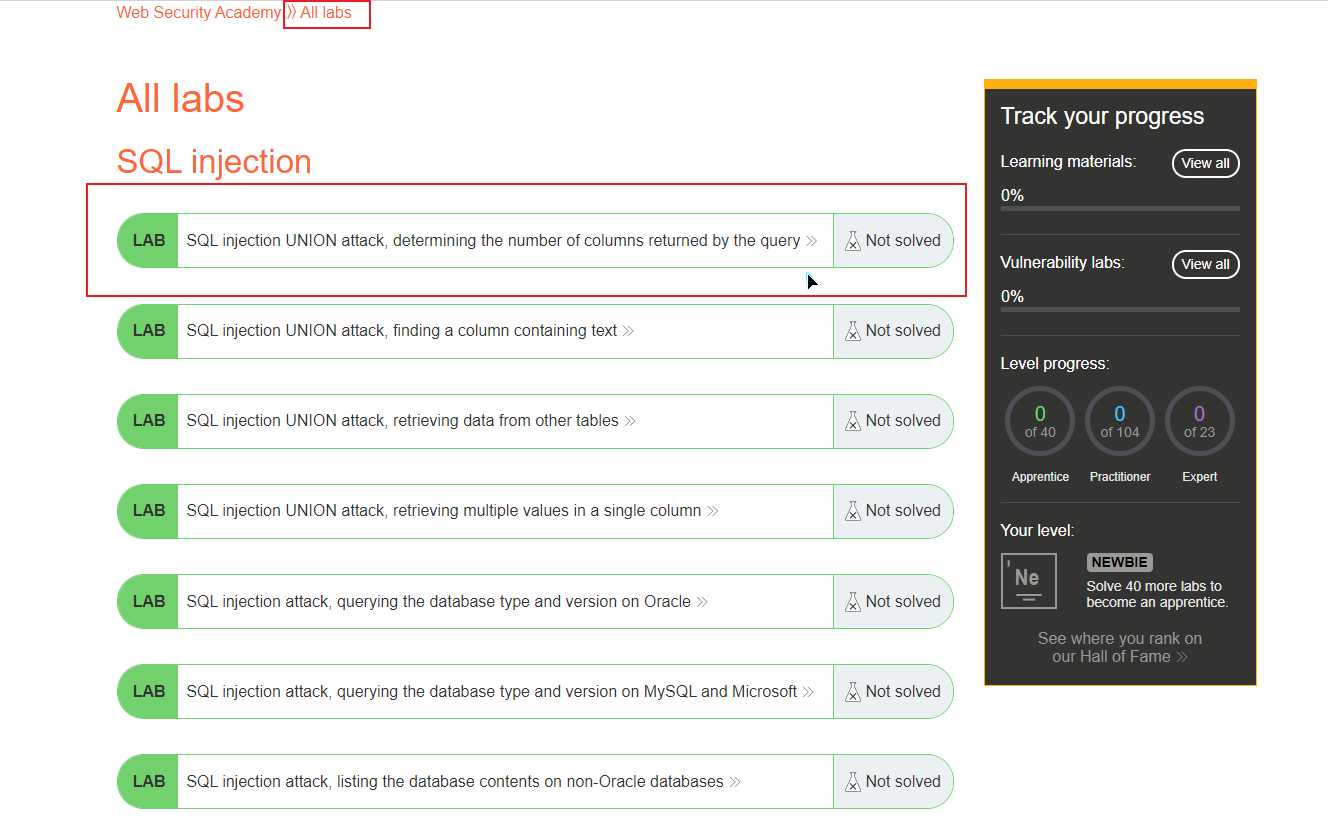 Web Security Academy » All labs
All labs
SQL injection
LAB SQL injection UNION attack, determining the number of columns returned by the query » Not solved
LAB SQL injection UNION attack, finding a column containing text » Not solved
LAB SQL injection UNION attack, retrieving data from other tables » Not solved
LAB SQL injection UNION attack, retrieving multiple values in a single column » Not solved
LAB SQL injection attack, querying the database type and version on Oracle » Not solved
LAB SQL injection attack, querying the database type and version on MySQL and Microsoft » Not solved
LAB SQL injection attack, listing the database contents on non-Oracle databases » Not solved
Track your progress
Learning materials: View all
0%
Vulnerability labs: View all
0%
Level progress:
0 0 0
of 40 of 104 of 23
Apprentice Practitioner Expert
Your level:
Ne NEWBIE
Solve 40 more labs to
become an apprentice.
See where you rank on
our Hall of Fame »